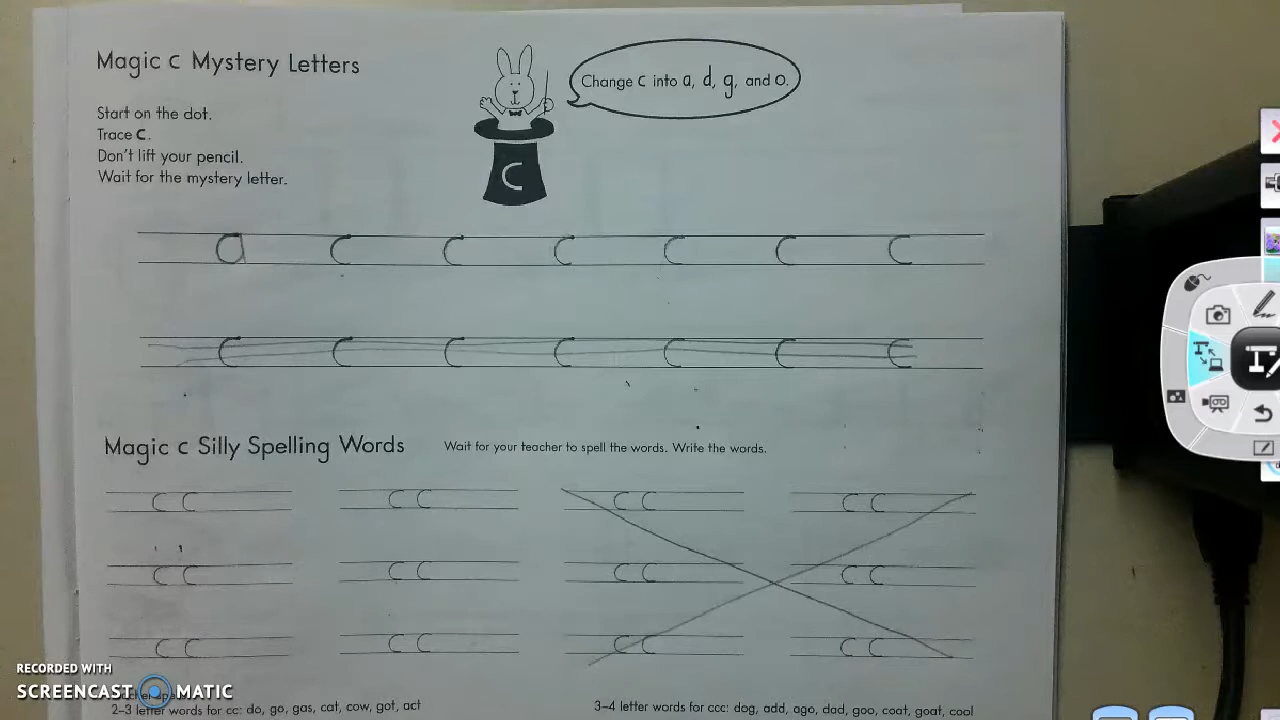 Magic c Mystery Letters
Change c into a, d, g, and o.
Start on the dot.
Trace C.
Don't lift your pencil.
Wait for the mystery letter.
C
a c c c c c c
c c c c c c c
Magic c Silly Spelling Words
Wait for your teacher to spell the words. Write the words.
c c c c c c c c
c c c c c c c c
c c c c c c c c
RECORDED WITH
SCREENCAST MATIC
2–3 letter words for cc: do, go, gas, cat, cow, got, act
3–4 letter words for ccc: dog, add, ago, dad, goo, coat, goat, cool